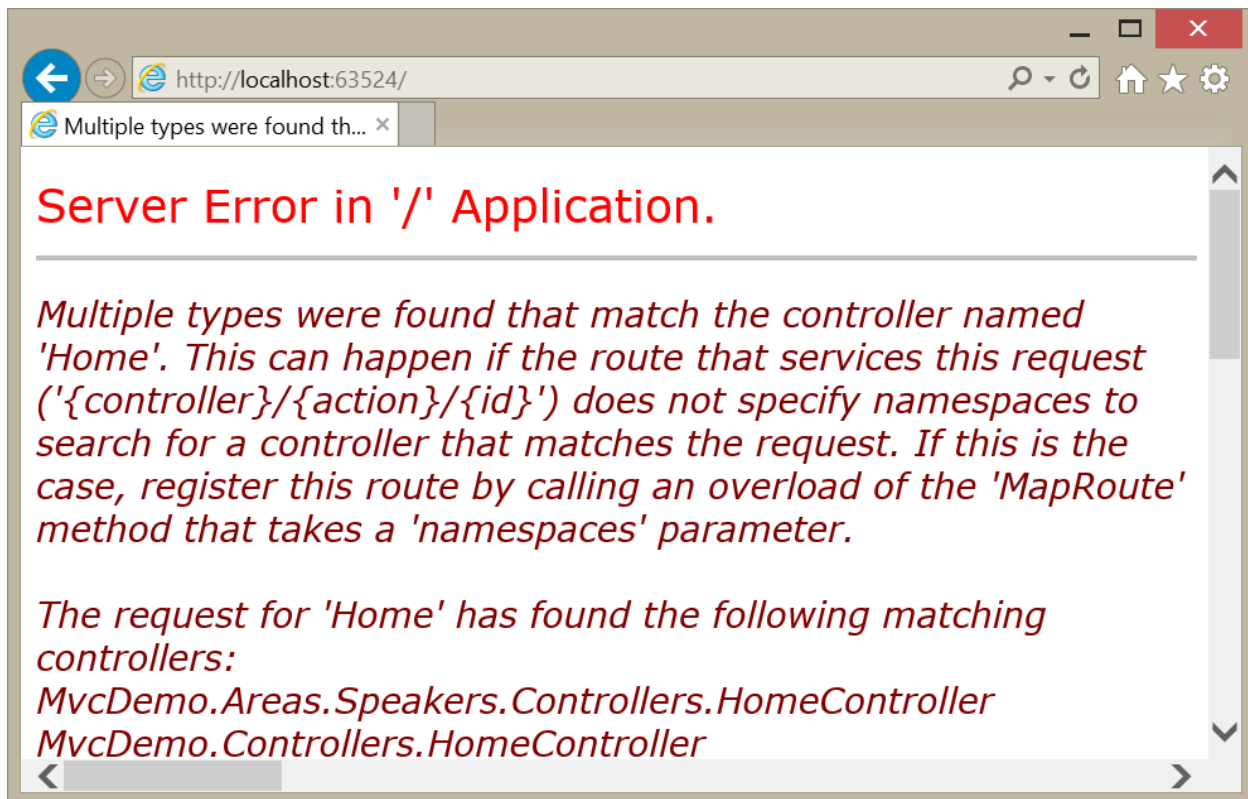 http://localhost:63524/
Multiple types were found th...
Server Error in '/' Application.
Multiple types were found that match the controller named
'Home'. This can happen if the route that services this request
('{controller}/{action}/{id}') does not specify namespaces to
search for a controller that matches the request. If this is the
case, register this route by calling an overload of the 'MapRoute'
method that takes a 'namespaces' parameter.
The request for 'Home' has found the following matching
controllers:
MvcDemo.Areas.Speakers.Controllers.HomeController
MvcDemo.Controllers.HomeController